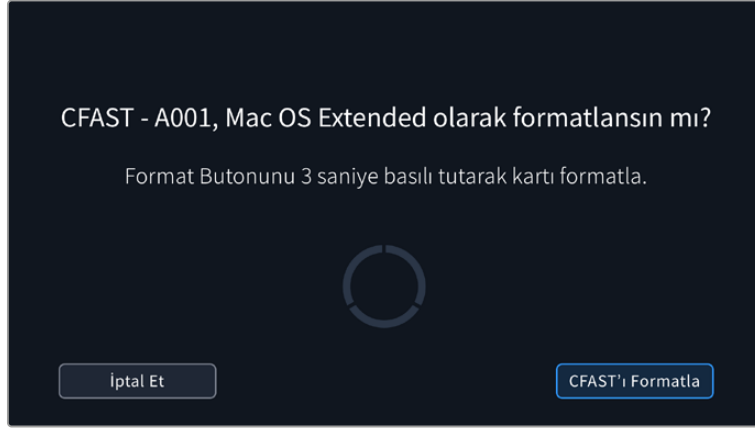 CFAST - A001, Mac OS Extended olarak formatlansın mı?
Format Butonunu 3 saniye basılı tutarak kartı formatla.
İptal Et
CFAST’ı Formatla